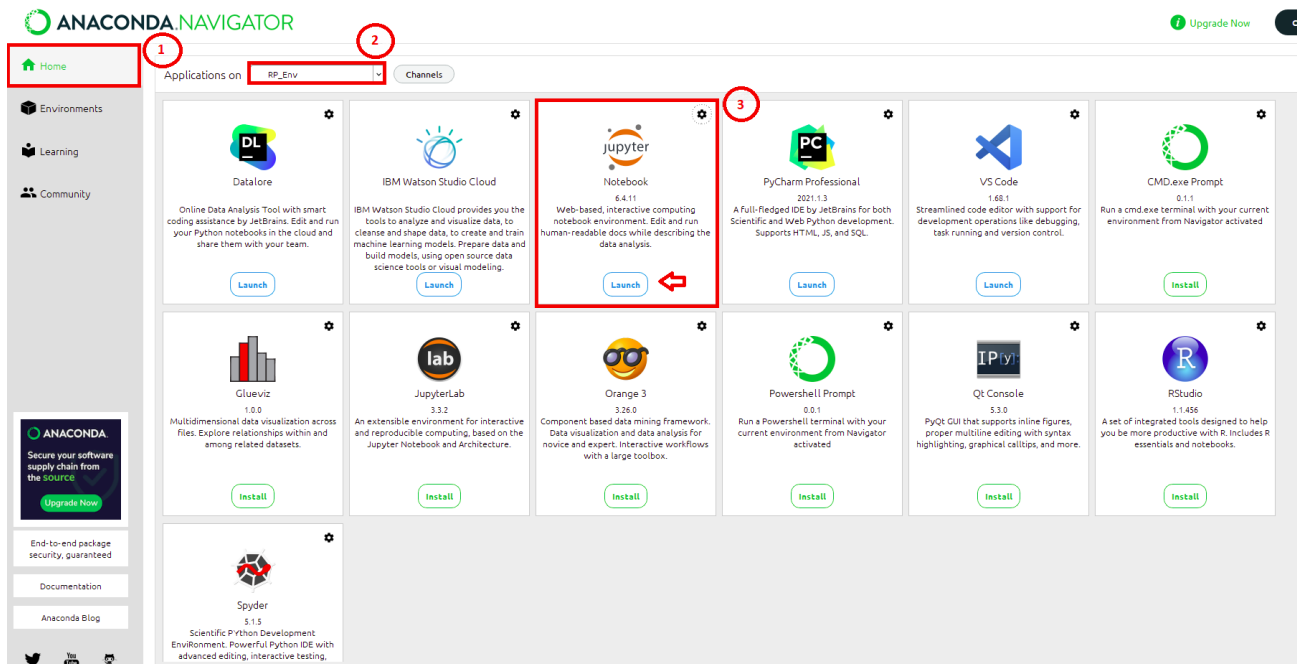 ANACONDA.NAVIGATOR
i Upgrade Now
1
2
Home
Applications on RP_Env Channels
Environments
Learning
Community
3
DL
Datalore
Online Data Analysis Tool with smart
coding assistance by JetBrains. Edit and run
your Python notebooks in the cloud and
share them with your team.
Launch
IBM Watson Studio Cloud
IBM Watson Studio Cloud provides you the
tools to analyze and visualize data, to
cleanse and shape data, to create and train
machine learning models. Prepare data and
build models, using open source data
science tools or visual modeling.
Launch
jupyter
Notebook
6.4.11
Web-based, interactive computing
notebook environment. Edit and run
human-readable docs while describing the
data analysis.
Launch
PC
PyCharm Professional
2021.1.3
A full-fledged IDE by JetBrains for both
Scientific and Web Python development.
Supports HTML, JS, and SQL.
Launch
VS Code
1.68.1
Streamlined code editor with support for
development operations like debugging,
task running and version control.
Launch
CMD.exe Prompt
0.1.1
Run a cmd.exe terminal with your current
environment from Navigator activated
Install
Glueviz
1.0.0
Multidimensional data visualization across
files. Explore relationships within and
among related datasets.
Install
lab
JupyterLab
3.3.2
An extensible environment for interactive
and reproducible computing, based on the
Jupyter Notebook and Architecture.
Install
Orange 3
3.26.0
Component based data mining framework.
Data visualization and data analysis for
novice and expert. Interactive workflows
with a large toolbox.
Install
Powershell Prompt
0.0.1
Run a Powershell terminal with your
current environment from Navigator
activated
Install
IP[y]:
Qt Console
5.3.0
PyQt GUI that supports inline figures,
proper multiline editing with syntax
highlighting, graphical calltips, and more.
Install
R
RStudio
1.1.456
A set of integrated tools designed to help
you be more productive with R. Includes R
essentials and notebooks.
Install
Spyder
5.1.5
Scientific PYthon Development
EnviRonment. Powerful Python IDE with
advanced editing, interactive testing,
ANACONDA.
Secure your software
supply chain from
the source
Upgrade Now
End-to-end package
security, guaranteed
Documentation
Anaconda Blog
You
Tube